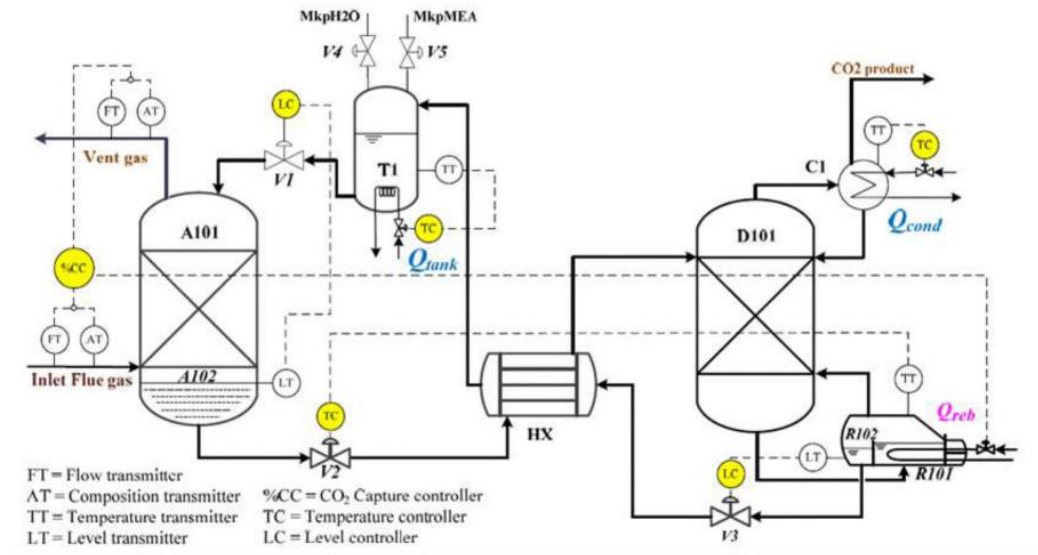 MkpH2O MkpMEA
V4 V5
CO2 product
FT AT
LC
TT
TC
Vent gas
V1
T1
TT
C1
A101
TC
Qcond
D101
%CC
Qtank
FT AT
Inlet Flue gas
A102
LT
TT
TC
HX
Qreb
R102
V2
LT
R101
LC
V3
FT = Flow transmitter
AT = Composition transmitter %CC = CO2 Capture controller
TT = Temperature transmitter TC = Temperature controller
LT = Level transmitter LC = Level controller